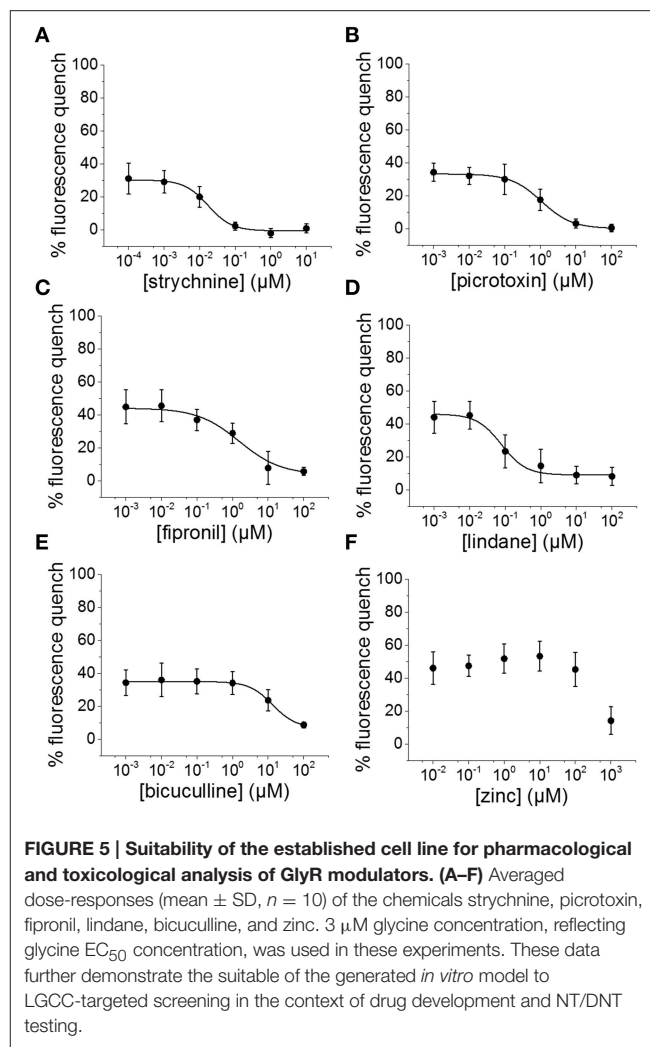 A
100
80
60
40
20
0
% fluorescence quench
10⁻⁴ 10⁻³ 10⁻² 10⁻¹ 10⁰ 10¹
[strychnine] (µM)
B
100
80
60
40
20
0
% fluorescence quench
10⁻³ 10⁻² 10⁻¹ 10⁰ 10¹ 10²
[picrotoxin] (µM)
C
100
80
60
40
20
0
% fluorescence quench
10⁻³ 10⁻² 10⁻¹ 10⁰ 10¹ 10²
[fipronil] (µM)
D
100
80
60
40
20
0
% fluorescence quench
10⁻³ 10⁻² 10⁻¹ 10⁰ 10¹ 10²
[lindane] (µM)
E
100
80
60
40
20
0
% fluorescence quench
10⁻³ 10⁻² 10⁻¹ 10⁰ 10¹ 10²
[bicuculline] (µM)
F
100
80
60
40
20
0
% fluorescence quench
10⁻² 10⁻¹ 10⁰ 10¹ 10² 10³
[zinc] (µM)
FIGURE 5 | Suitability of the established cell line for pharmacological
and toxicological analysis of GlyR modulators. (A–F) Averaged
dose-responses (mean ± SD, n = 10) of the chemicals strychnine, picrotoxin,
fipronil, lindane, bicuculline, and zinc. 3 μM glycine concentration, reflecting
glycine EC₅₀ concentration, was used in these experiments. These data
further demonstrate the suitable of the generated in vitro model to
LGCC-targeted screening in the context of drug development and NT/DNT
testing.